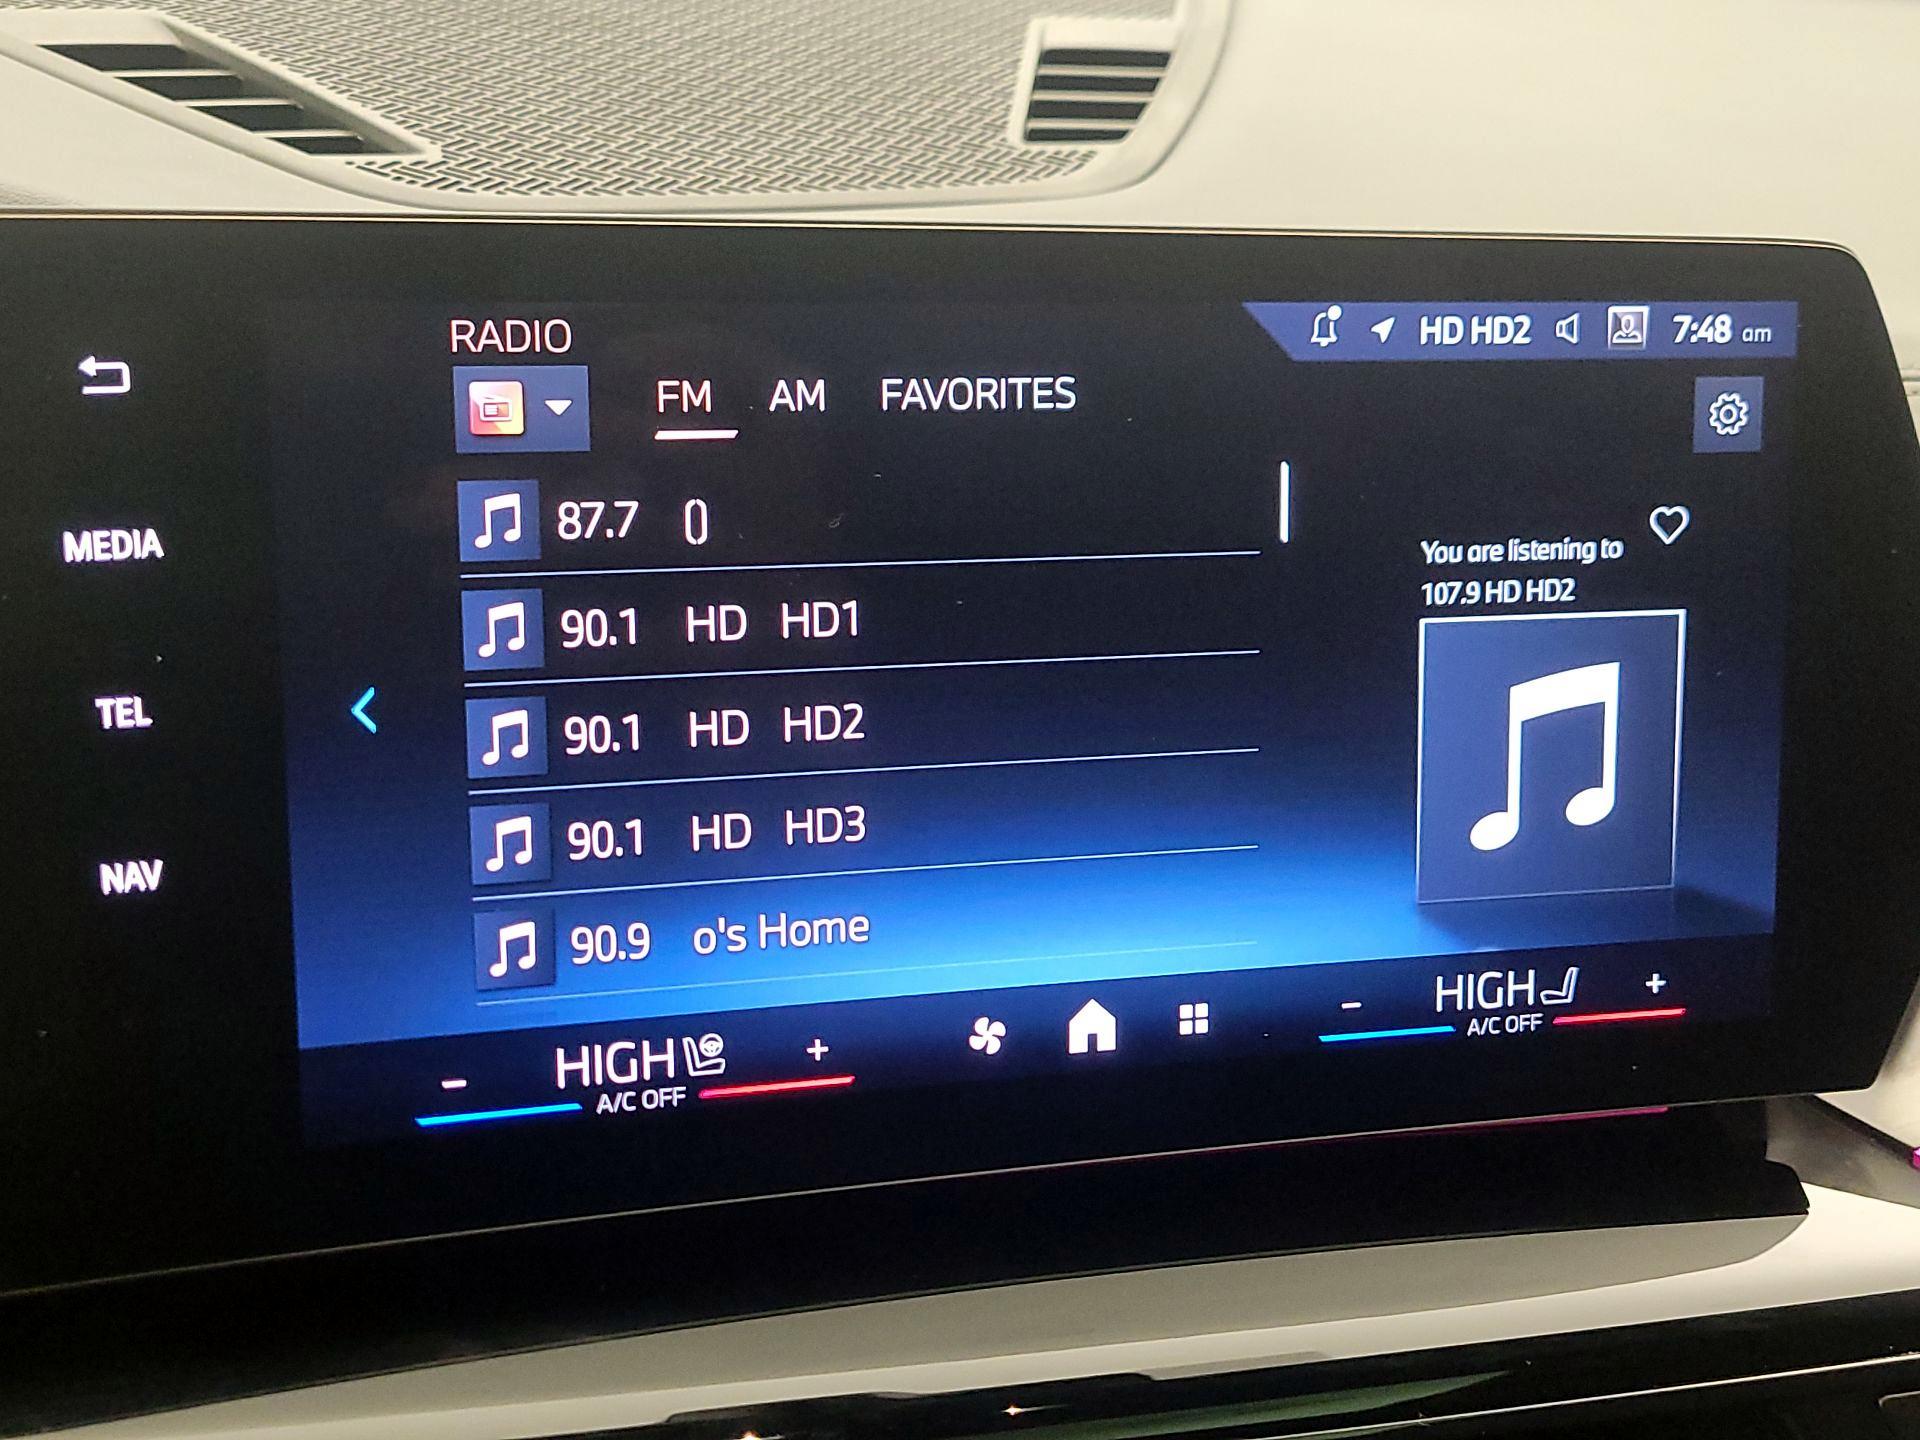 RADIO
HD HD2 7:48 am
FM AM FAVORITES
MEDIA
TEL
NAV
87.7 ()
90.1 HD HD1
90.1 HD HD2
90.1 HD HD3
90.9 o's Home
You are listening to
107.9 HD HD2
- HIGH +
A/C OFF
- HIGH +
A/C OFF